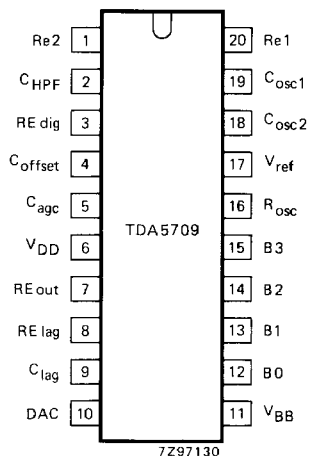 Re2 1 20 Re1
CHPF 2 19 Cosc1
RE dig 3 18 Cosc2
Coffset 4 17 Vref
Cagc 5 16 Rosc
TDA5709
VDD 6 15 B3
RE out 7 14 B2
RE lag 8 13 B1
Clag 9 12 B0
DAC 10 11 VBB
7Z97130